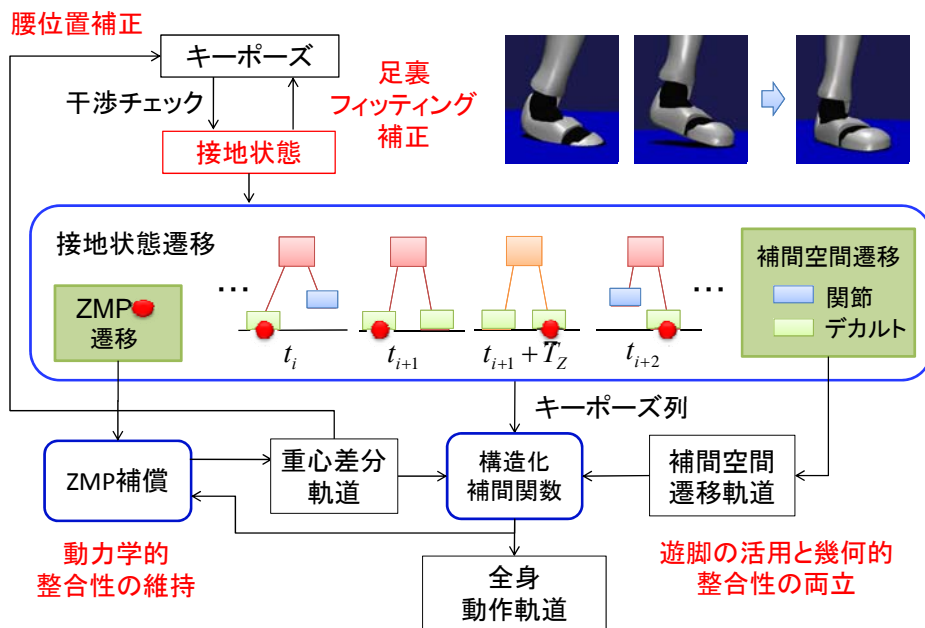 腰位置補正
キーポーズ
干渉チェック
足裏
フィッティング
補正
接地状態
接地状態遷移
ZMP
遷移
...
t_i
t_{i+1}
t_{i+1} + T_Z
t_{i+2}
...
補間空間遷移
関節
デカルト
キーポーズ列
ZMP補償
重心差分
軌道
構造化
補間関数
補間空間
遷移軌道
動力学的
整合性の維持
全身
動作軌道
遊脚の活用と幾何的
整合性の両立